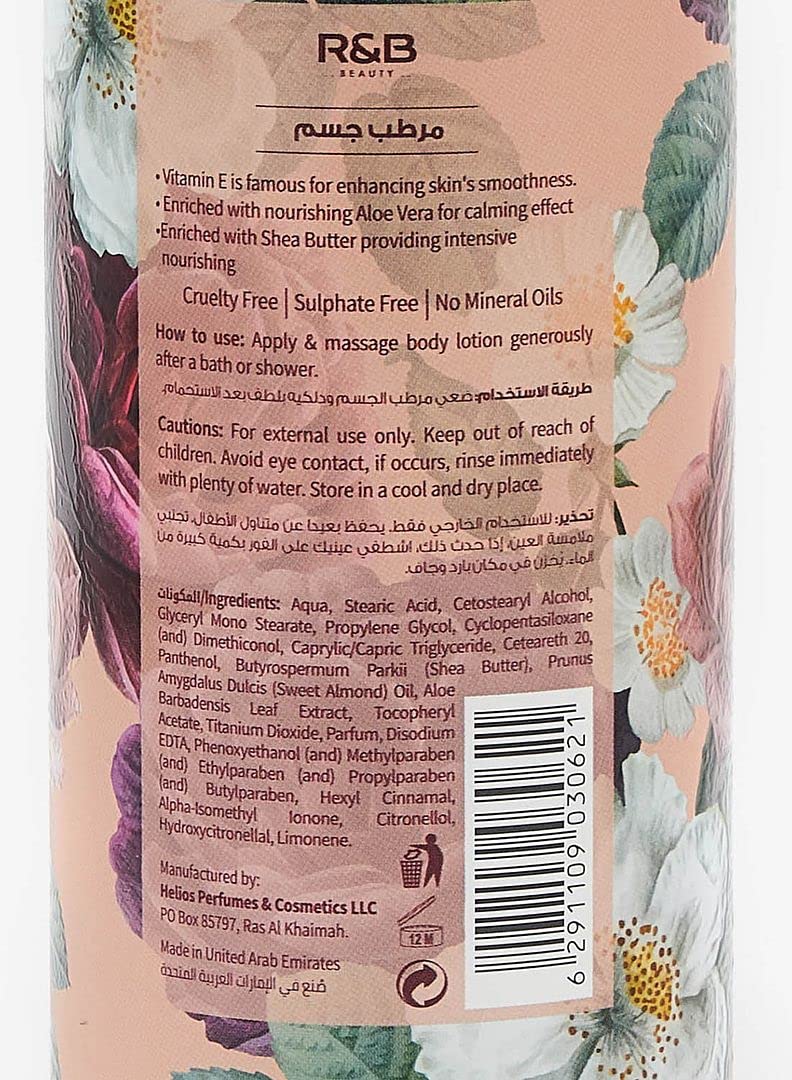 R&B
BEAUTY
مرطب جسم
•Vitamin E is famous for enhancing skin's smoothness.
•Enriched with nourishing Aloe Vera for calming effect
•Enriched with Shea Butter providing intensive
nourishing
Cruelty Free | Sulphate Free | No Mineral Oils
How to use: Apply & massage body lotion generously
after a bath or shower.
طريقة الاستخدام: ضعي مرطب الجسم ودلكيه بلطف بعد الاستحمام.
Cautions: For external use only. Keep out of reach of
children. Avoid eye contact, if occurs, rinse immediately
with plenty of water. Store in a cool and dry place.
تحذير: للاستخدام الخارجي فقط. يحفظ بعيدا عن متناول الأطفال. تجنبي
ملامسة العين، إذا حدث ذلك، اشطفي عينيك على الفور بكمية كبيرة من
الماء. يُخزن في مكان بارد وجاف.
المكونات/Ingredients: Aqua, Stearic Acid, Cetostearyl Alcohol,
Glyceryl Mono Stearate, Propylene Glycol, Cyclopentasiloxane
(and) Dimethiconol, Caprylic/Capric Triglyceride, Ceteareth 20,
Panthenol, Butyrospermum Parkii (Shea Butter), Prunus
Amygdalus Dulcis (Sweet Almond) Oil, Aloe
Barbadensis Leaf Extract, Tocopheryl
Acetate, Titanium Dioxide, Parfum, Disodium
EDTA, Phenoxyethanol (and) Methylparaben
(and) Ethylparaben (and) Propylparaben
(and) Butylparaben, Hexyl Cinnamal,
Alpha-Isomethyl Ionone, Citronellol,
Hydroxycitronellal, Limonene.
Manufactured by:
Helios Perfumes & Cosmetics LLC
PO Box 85797, Ras Al Khaimah.
Made in United Arab Emirates
صُنع في الإمارات العربية المتحدة
12 M
6 291109 030621